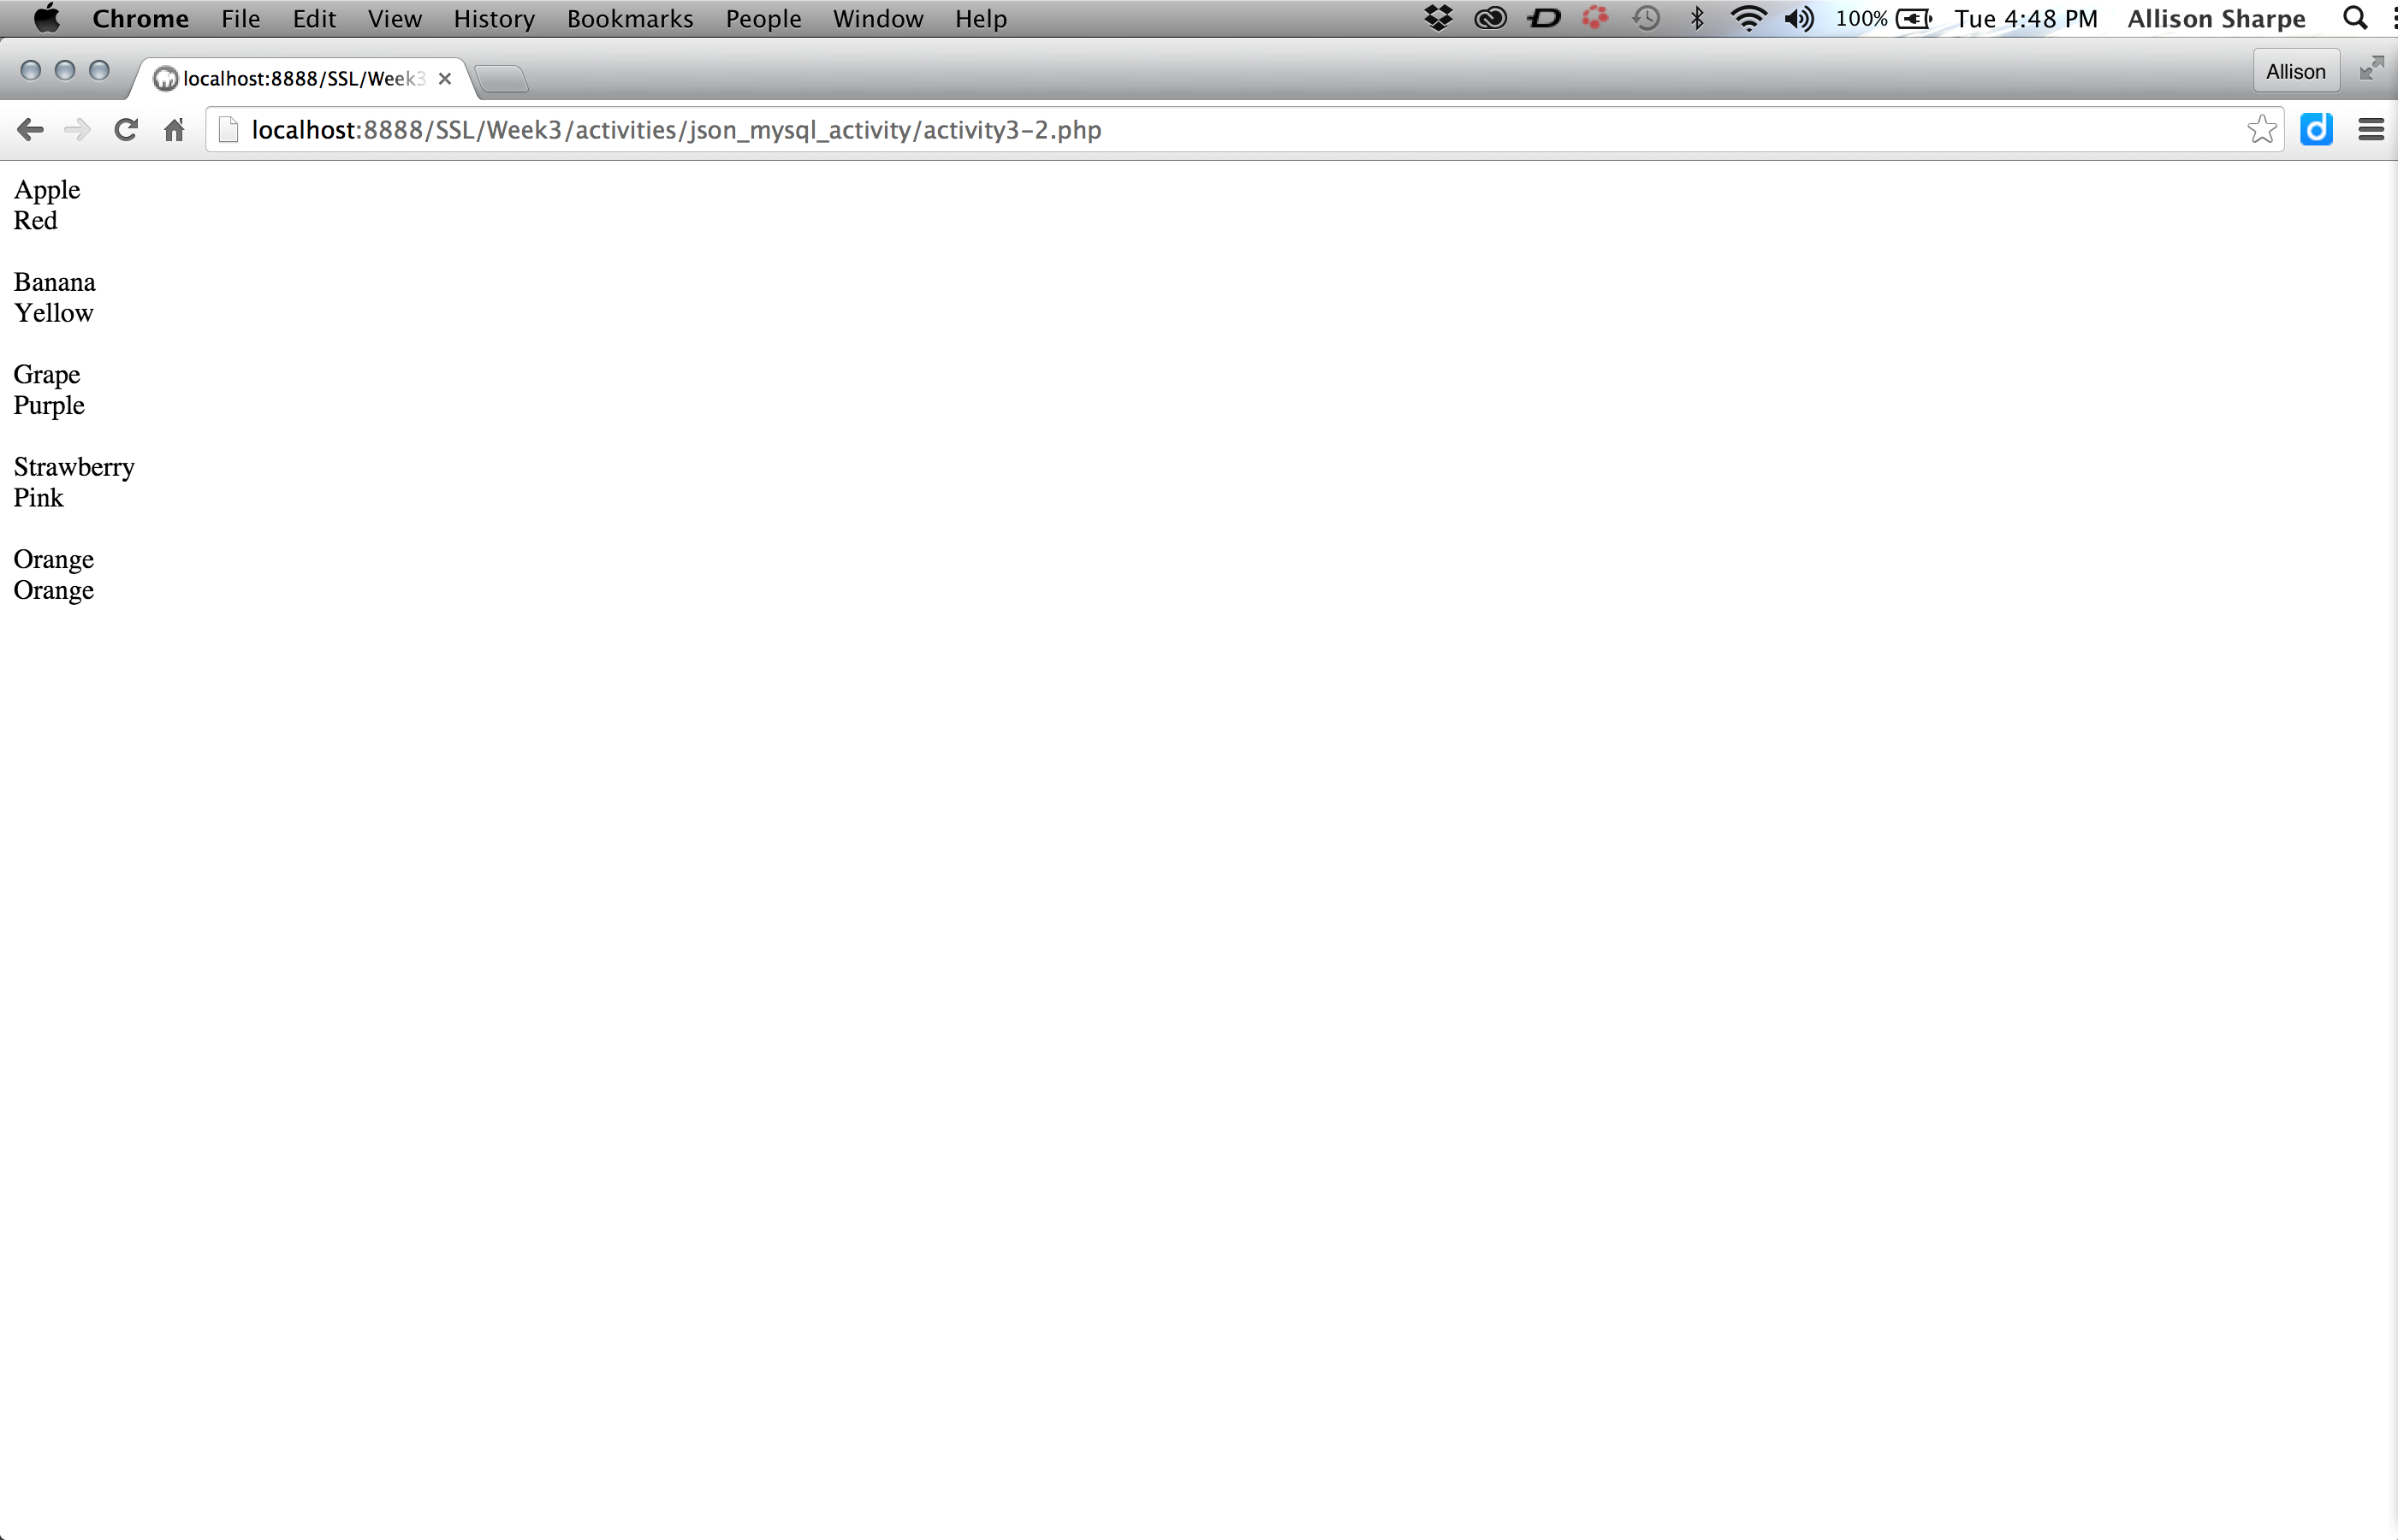 Chrome File Edit View History Bookmarks People Window Help 100% Tue 4:48 PM Allison Sharpe
localhost:8888/SSL/Week3 Allison
localhost:8888/SSL/Week3/activities/json_mysql_activity/activity3-2.php
Apple
Red
Banana
Yellow
Grape
Purple
Strawberry
Pink
Orange
Orange